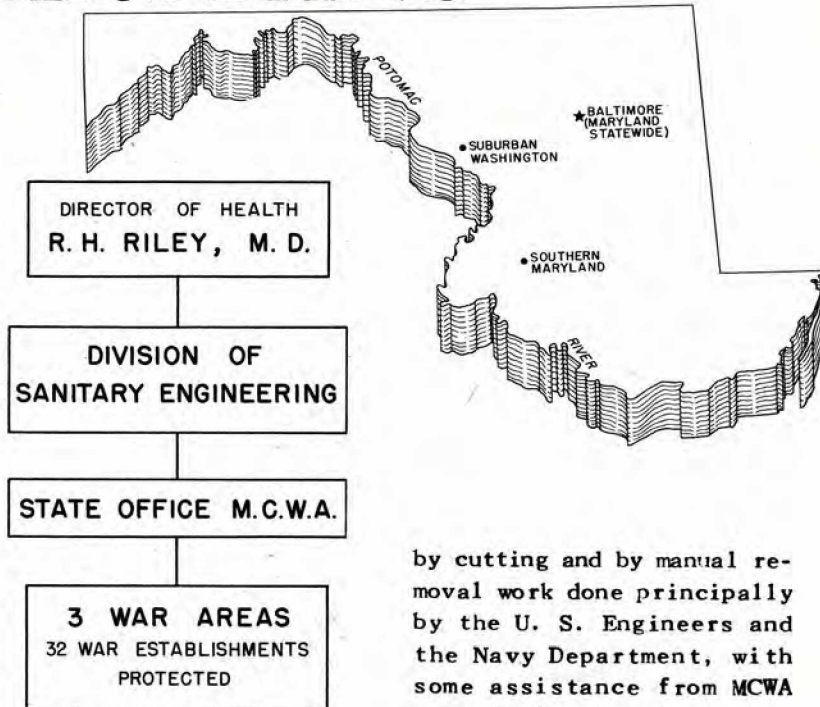 POTOMAC
★BALTIMORE
(MARYLAND
STATEWIDE)
•SUBURBAN
WASHINGTON
•SOUTHERN
MARYLAND
RIVER
DIRECTOR OF HEALTH
R. H. RILEY, M. D.
DIVISION OF
SANITARY ENGINEERING
STATE OFFICE M.C.W.A.
3 WAR AREAS
32 WAR ESTABLISHMENTS
PROTECTED
by cutting and by manual re-
moval work done principally
by the U. S. Engineers and
the Navy Department, with
some assistance from MCWA